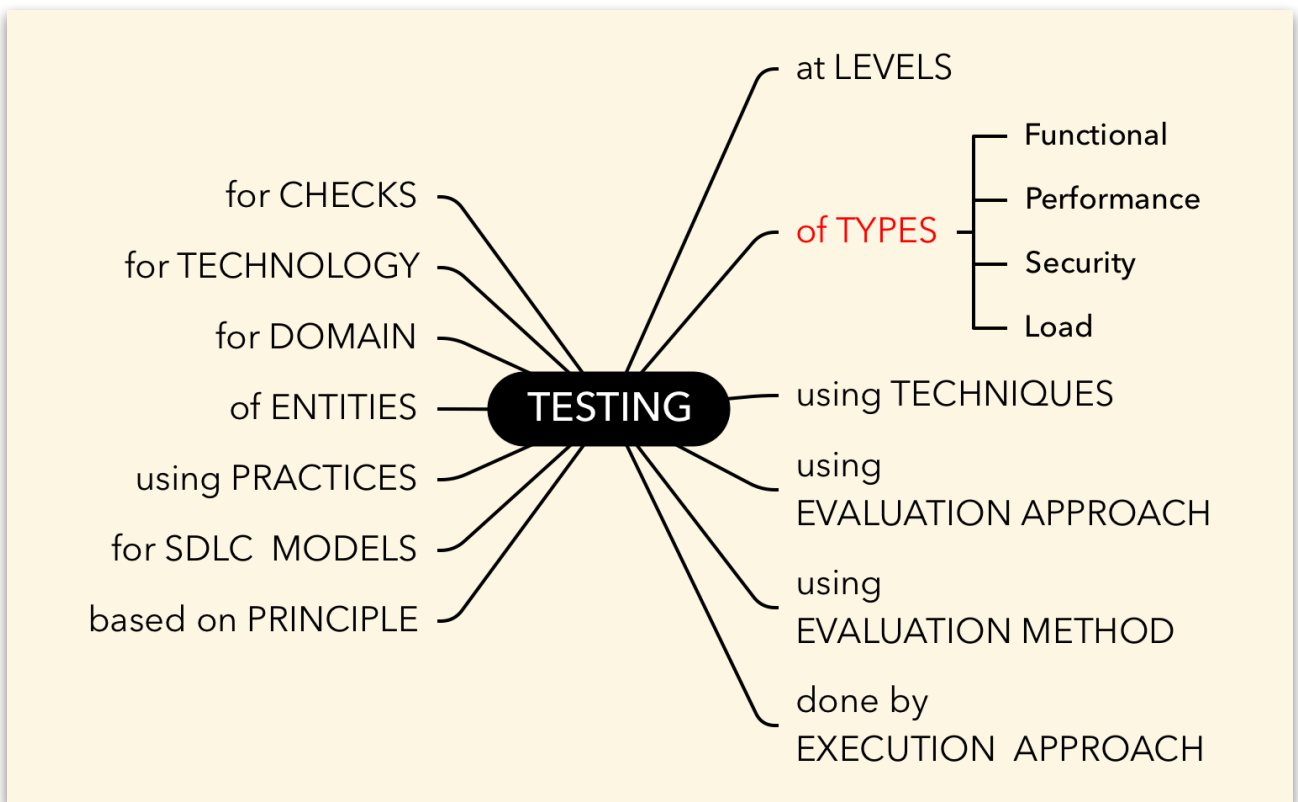 TESTING
at LEVELS
of TYPES
Functional
Performance
Security
Load
using TECHNIQUES
using
EVALUATION APPROACH
using
EVALUATION METHOD
done by
EXECUTION  APPROACH
for CHECKS
for TECHNOLOGY
for DOMAIN
of ENTITIES
using PRACTICES
for SDLC  MODELS
based on PRINCIPLE